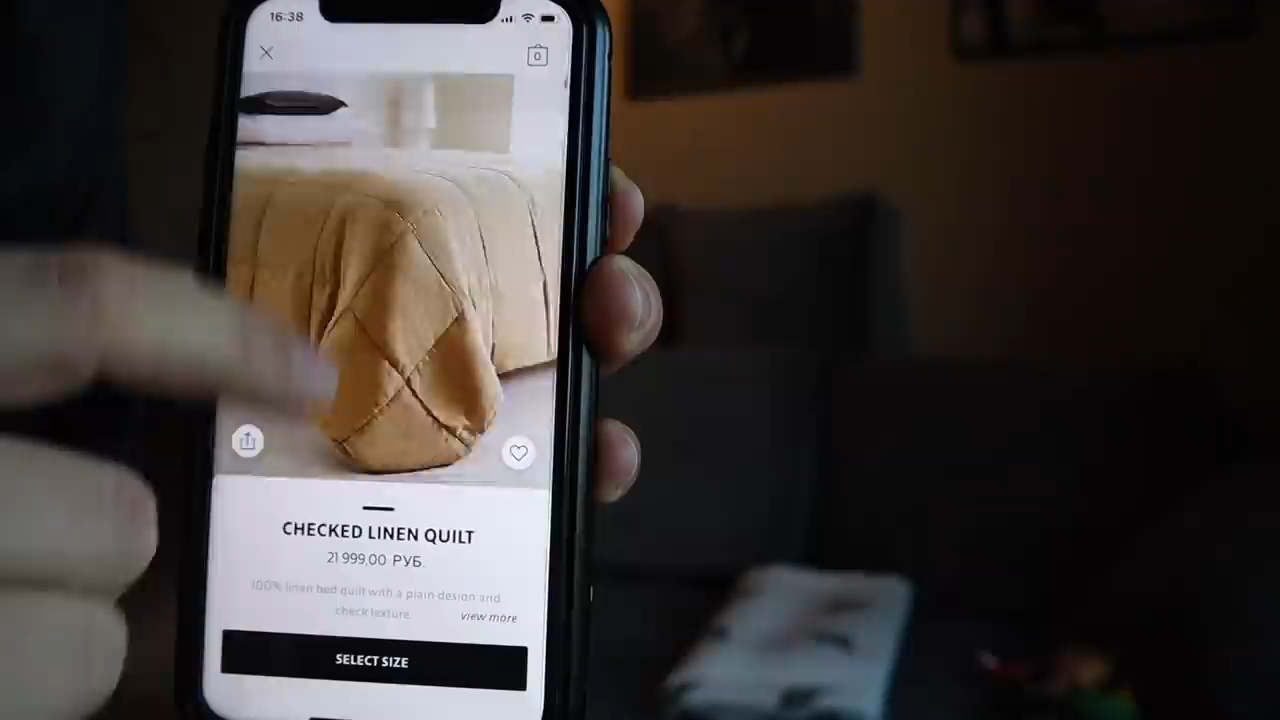 16:38
0
CHECKED LINEN QUILT
21 999,00 РУБ.
100% linen bed quilt with a plain design and
check texture.
view more
SELECT SIZE